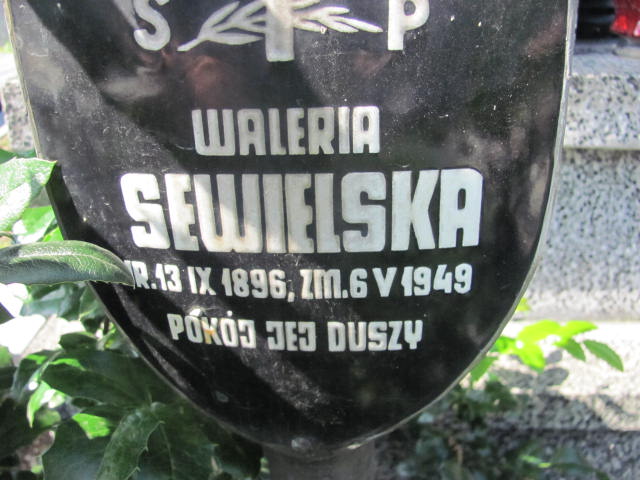 S P
WALERIA
SEWIELSKA
UR.13 IX 1896, ZM.6 V 1949
POKÓJ JEJ DUSZY